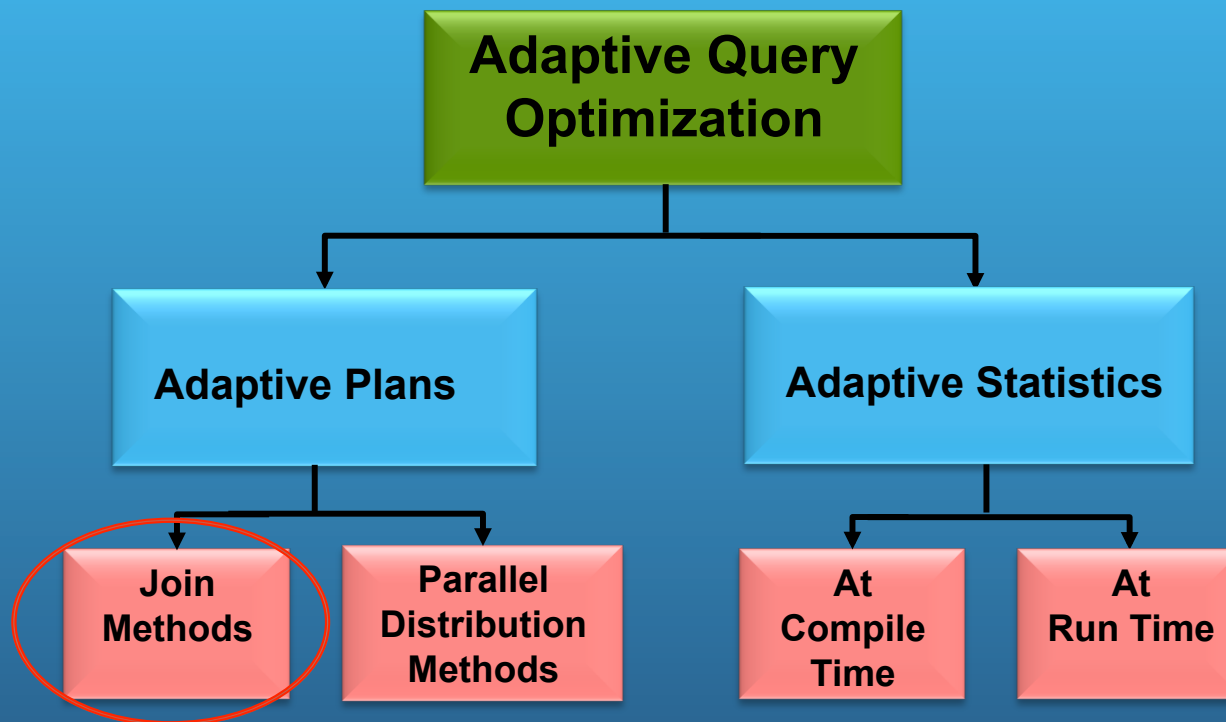 Adaptive Query
Optimization
Adaptive Plans
Adaptive Statistics
Join
Methods
Parallel
Distribution
Methods
At
Compile
Time
At
Run Time